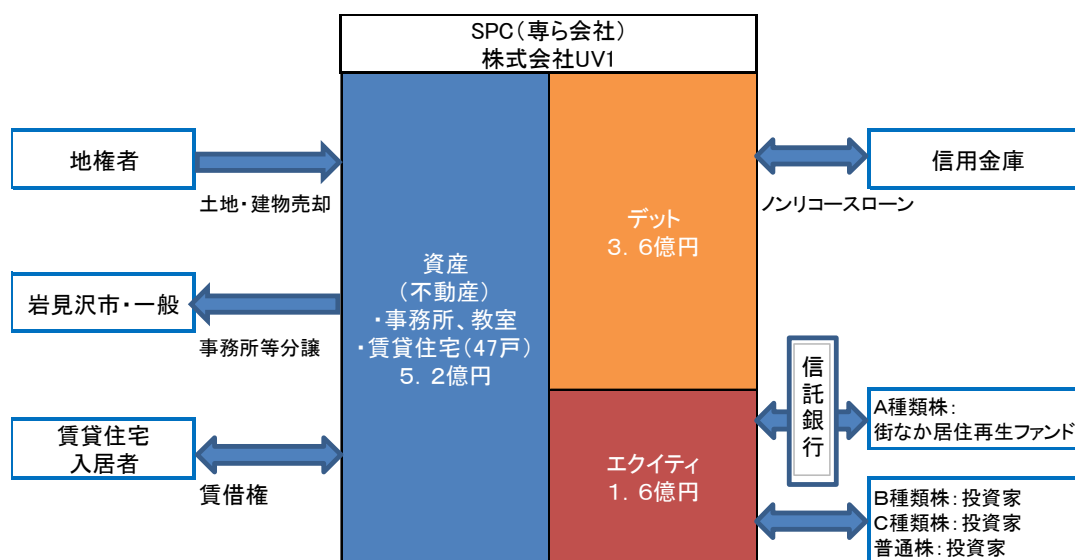 SPC(専ら会社)
株式会社UV1
地権者
土地・建物売却
岩見沢市・一般
事務所等分譲
賃貸住宅
入居者
賃借権
資産
(不動産)
・事務所、教室
・賃貸住宅(47戸)
5.2億円
デット
3.6億円
エクイティ
1.6億円
信用金庫
ノンリコースローン
信託銀行
A種類株:
街なか居住再生ファンド
B種類株:投資家
C種類株:投資家
普通株:投資家